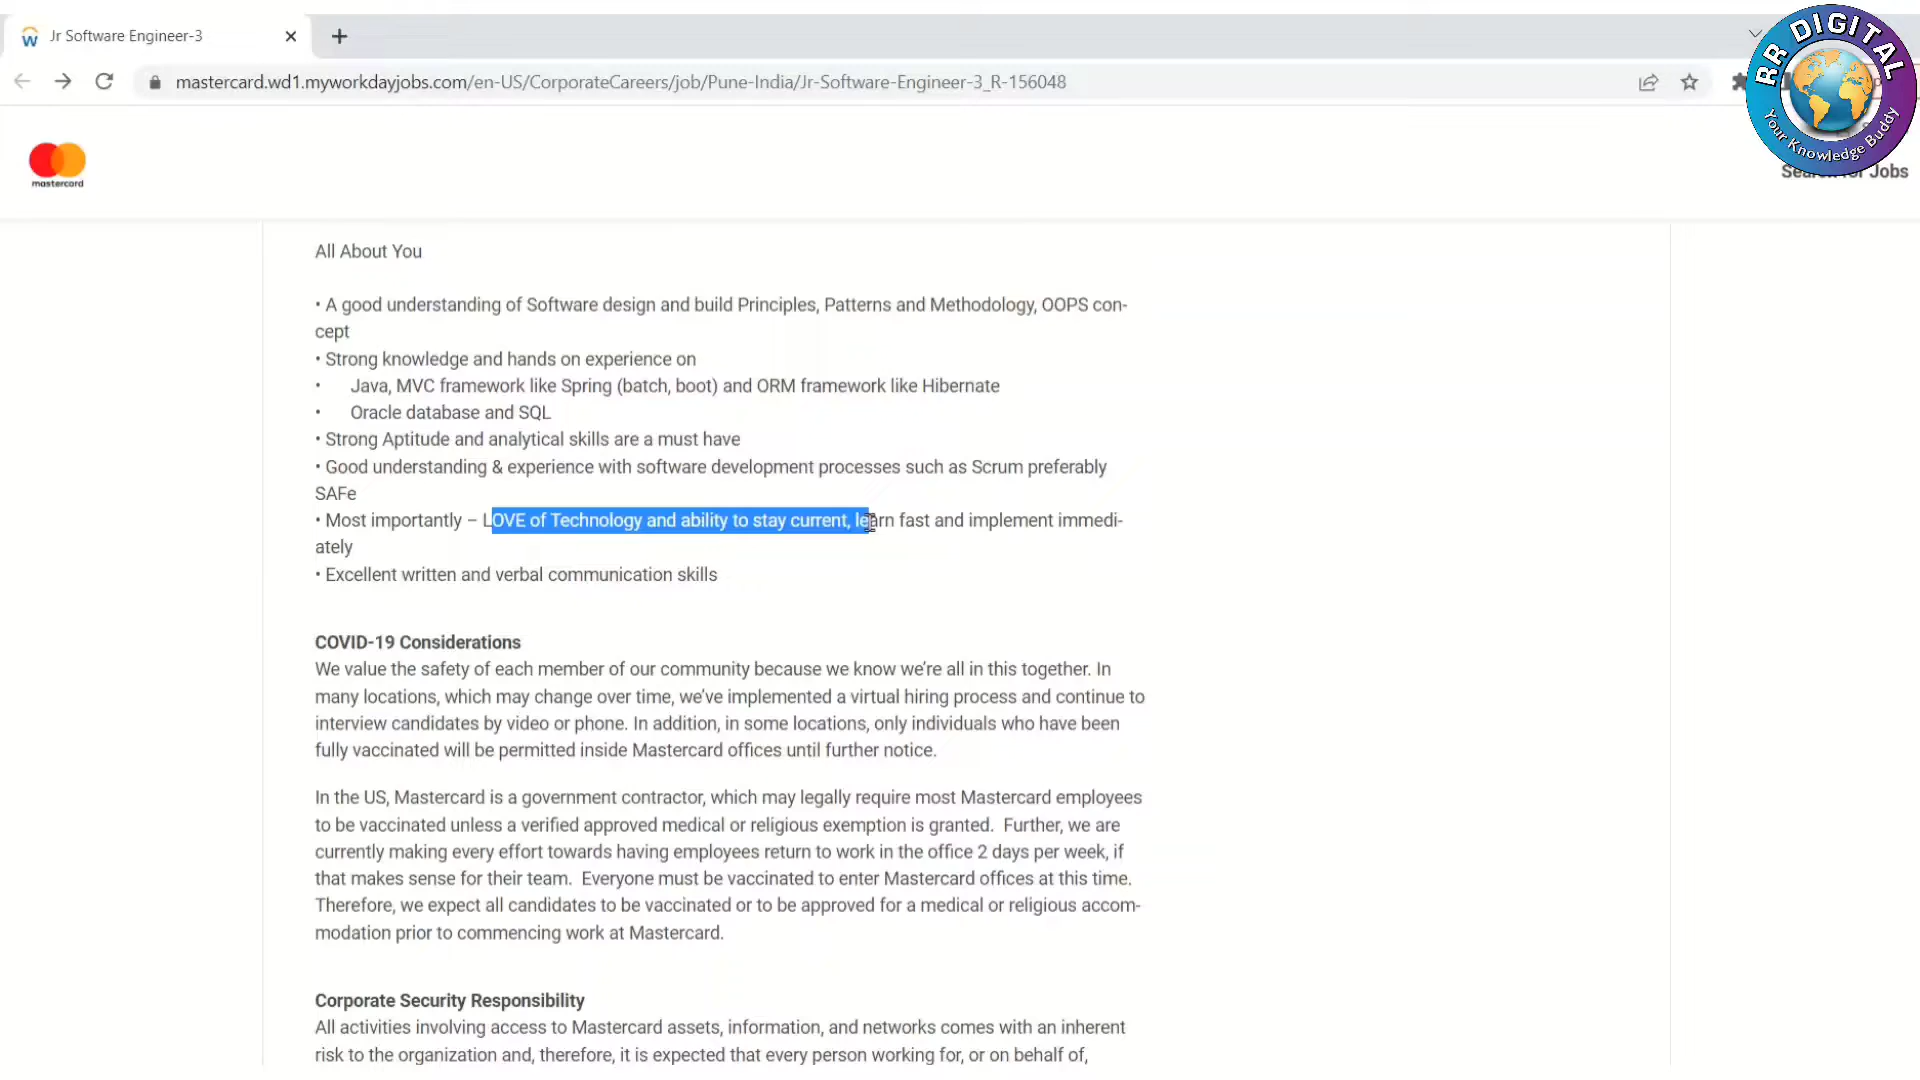 Jr Software Engineer-3
mastercard.wd1.myworkdayjobs.com/en-US/CorporateCareers/job/Pune-India/Jr-Software-Engineer-3_R-156048
RR DIGITAL
Your Knowledge Buddy
mastercard
Search for Jobs
All About You
• A good understanding of Software design and build Principles, Patterns and Methodology, OOPS con-
cept
• Strong knowledge and hands on experience on
• Java, MVC framework like Spring (batch, boot) and ORM framework like Hibernate
• Oracle database and SQL
• Strong Aptitude and analytical skills are a must have
• Good understanding & experience with software development processes such as Scrum preferably
SAFe
• Most importantly – LOVE of Technology and ability to stay current, learn fast and implement immedi-
ately
• Excellent written and verbal communication skills
COVID-19 Considerations
We value the safety of each member of our community because we know we're all in this together. In
many locations, which may change over time, we've implemented a virtual hiring process and continue to
interview candidates by video or phone. In addition, in some locations, only individuals who have been
fully vaccinated will be permitted inside Mastercard offices until further notice.
In the US, Mastercard is a government contractor, which may legally require most Mastercard employees
to be vaccinated unless a verified approved medical or religious exemption is granted.  Further, we are
currently making every effort towards having employees return to work in the office 2 days per week, if
that makes sense for their team.  Everyone must be vaccinated to enter Mastercard offices at this time.
Therefore, we expect all candidates to be vaccinated or to be approved for a medical or religious accom-
modation prior to commencing work at Mastercard.
Corporate Security Responsibility
All activities involving access to Mastercard assets, information, and networks comes with an inherent
risk to the organization and, therefore, it is expected that every person working for, or on behalf of,